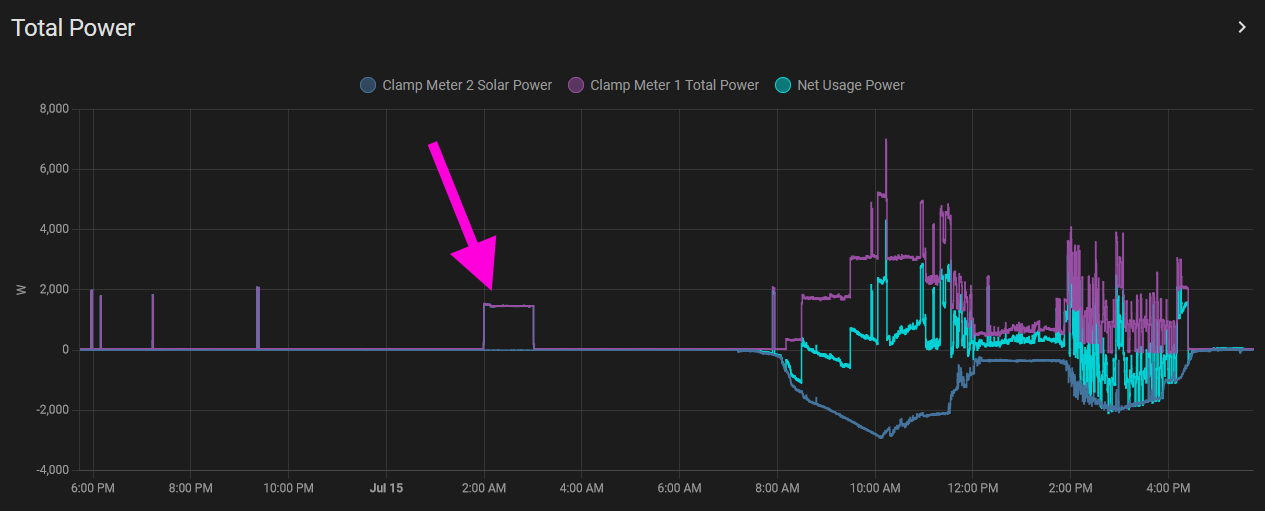 Total Power
Clamp Meter 2 Solar Power Clamp Meter 1 Total Power Net Usage Power
8,000
6,000
4,000
2,000
0
-2,000
-4,000
W
6:00 PM 8:00 PM 10:00 PM Jul 15 2:00 AM 4:00 AM 6:00 AM 8:00 AM 10:00 AM 12:00 PM 2:00 PM 4:00 PM